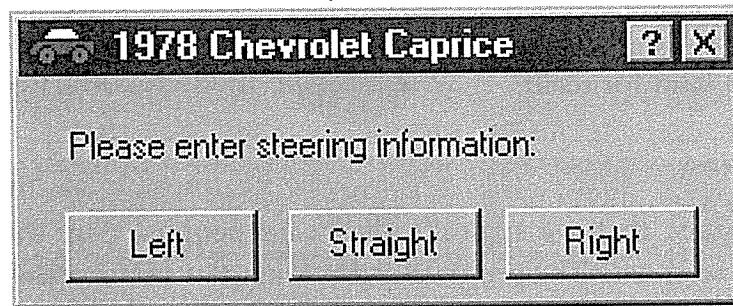 1978 Chevrolet Caprice ? X
Please enter steering information:
Left Straight Right